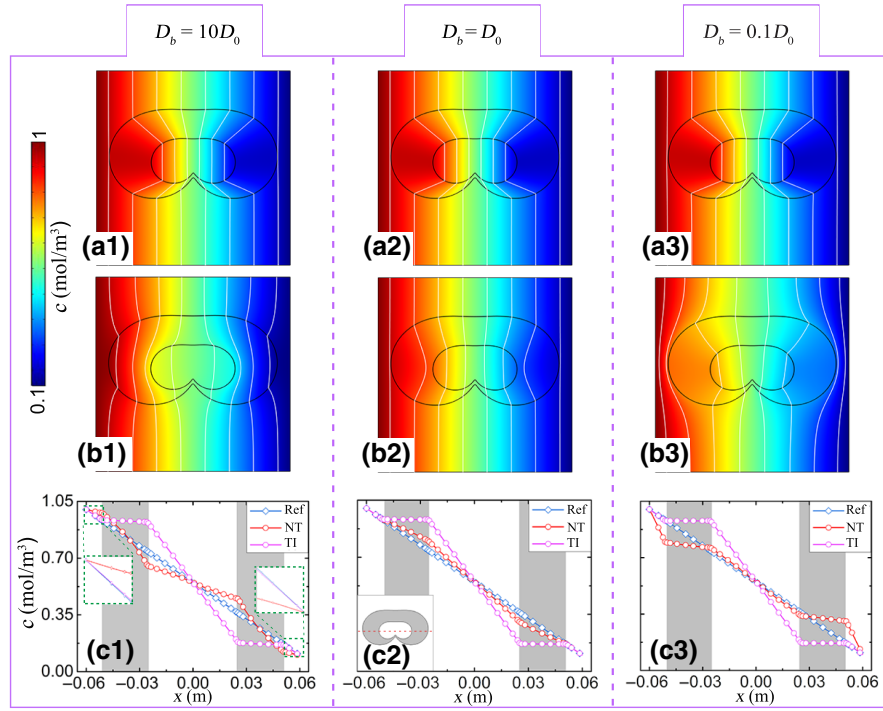 D_b = 10D_0
D_b = D_0
D_b = 0.1D_0
1
c (mol/m³)
0.1
(a1)
(a2)
(a3)
(b1)
(b2)
(b3)
1.05
0.70
0.35
0.00
c (mol/m³)
Ref
NT
TI
Ref
NT
TI
Ref
NT
TI
(c1)
(c2)
(c3)
−0.06 −0.03 0.00 0.03 0.06
−0.06 −0.03 0.00 0.03 0.06
−0.06 −0.03 0.00 0.03 0.06
x (m)
x (m)
x (m)